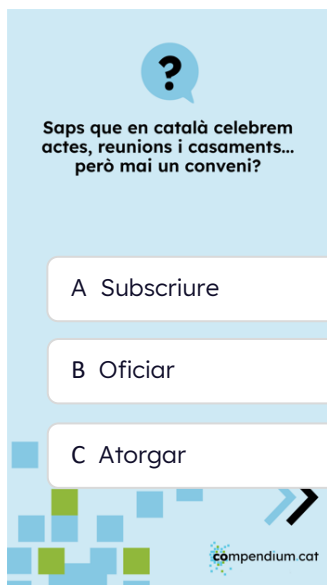 ?
Saps que en català celebrem
actes, reunions i casaments...
però mai un conveni?
A Subscriure
B Oficiar
C Atorgar
compendium.cat